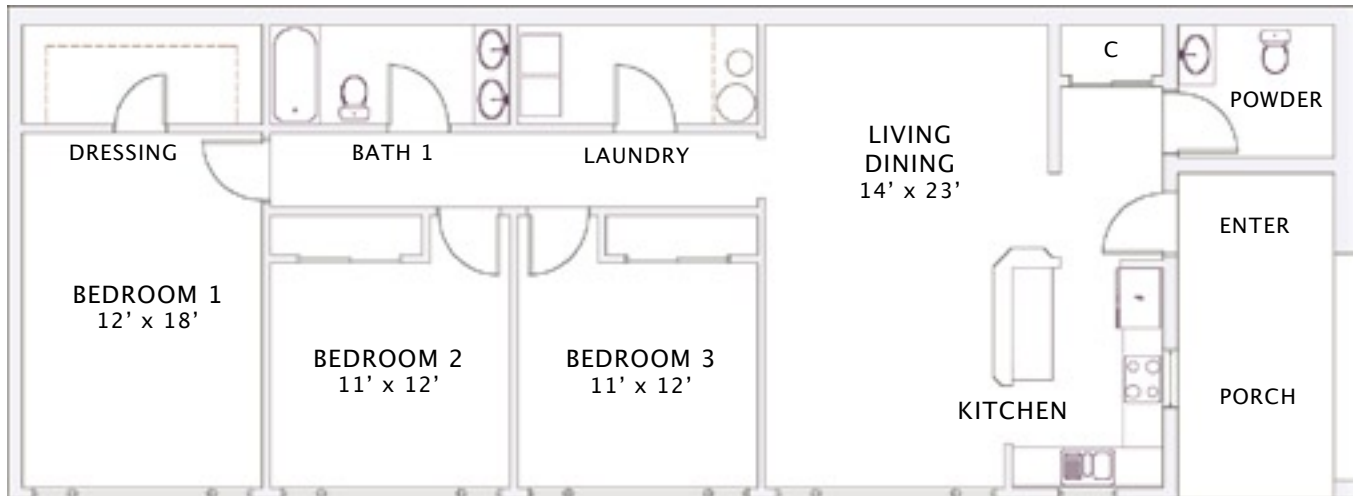 C
POWDER
DRESSING
BATH 1
LAUNDRY
LIVING
DINING
14' x 23'
ENTER
BEDROOM 1
12' x 18'
BEDROOM 2
11' x 12'
BEDROOM 3
11' x 12'
KITCHEN
PORCH